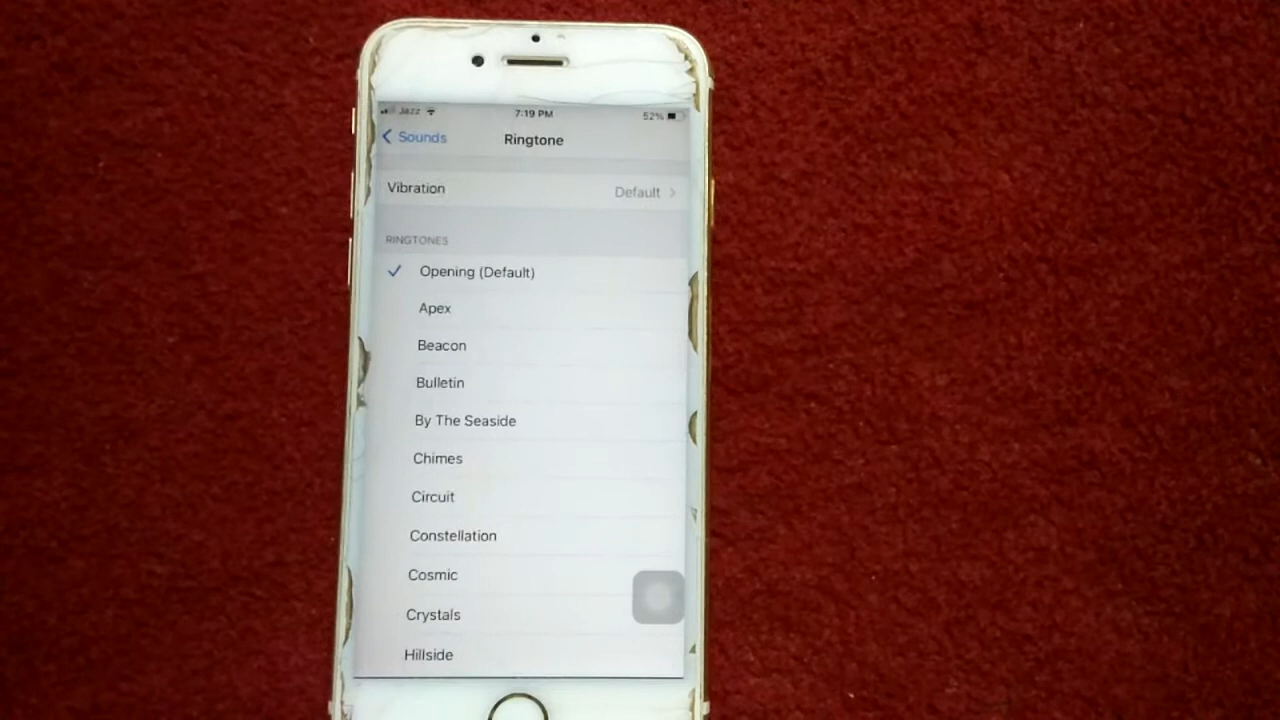 Jazz 7:19 PM 52%
Sounds Ringtone
Vibration Default
RINGTONES
Opening (Default)
Apex
Beacon
Bulletin
By The Seaside
Chimes
Circuit
Constellation
Cosmic
Crystals
Hillside